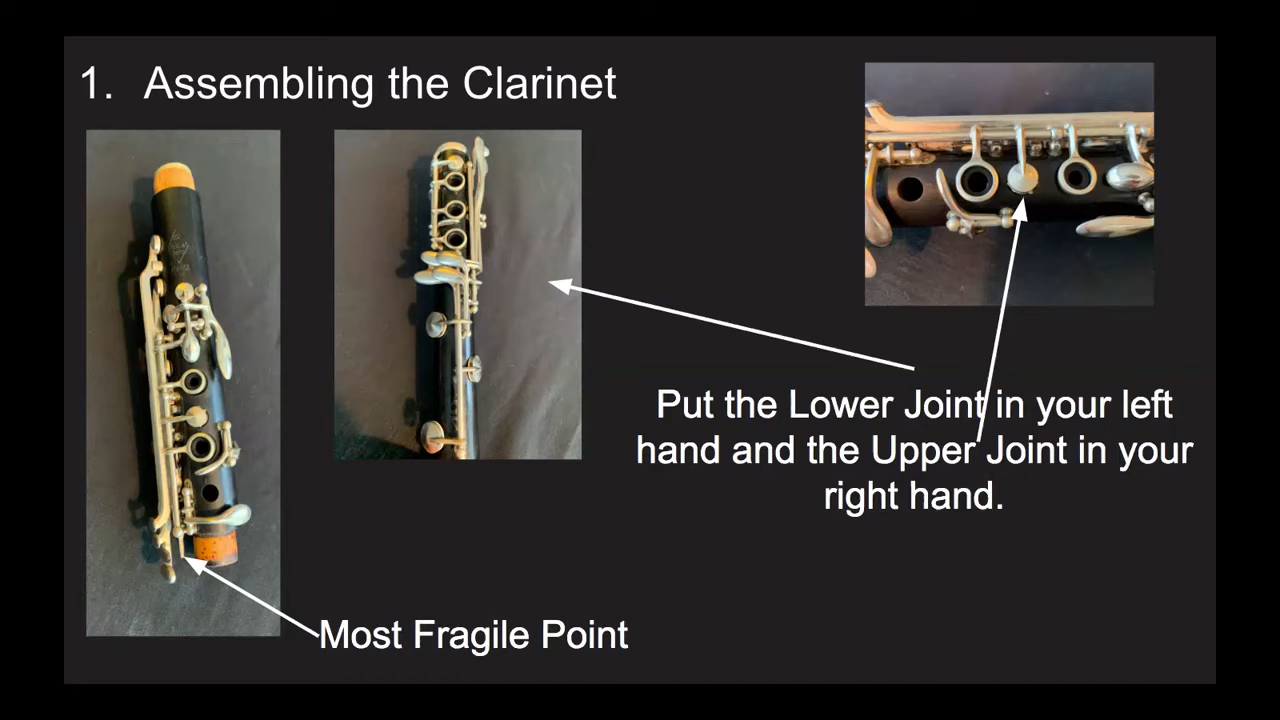 1. Assembling the Clarinet
Put the Lower Joint in your left
hand and the Upper Joint in your
right hand.
Most Fragile Point